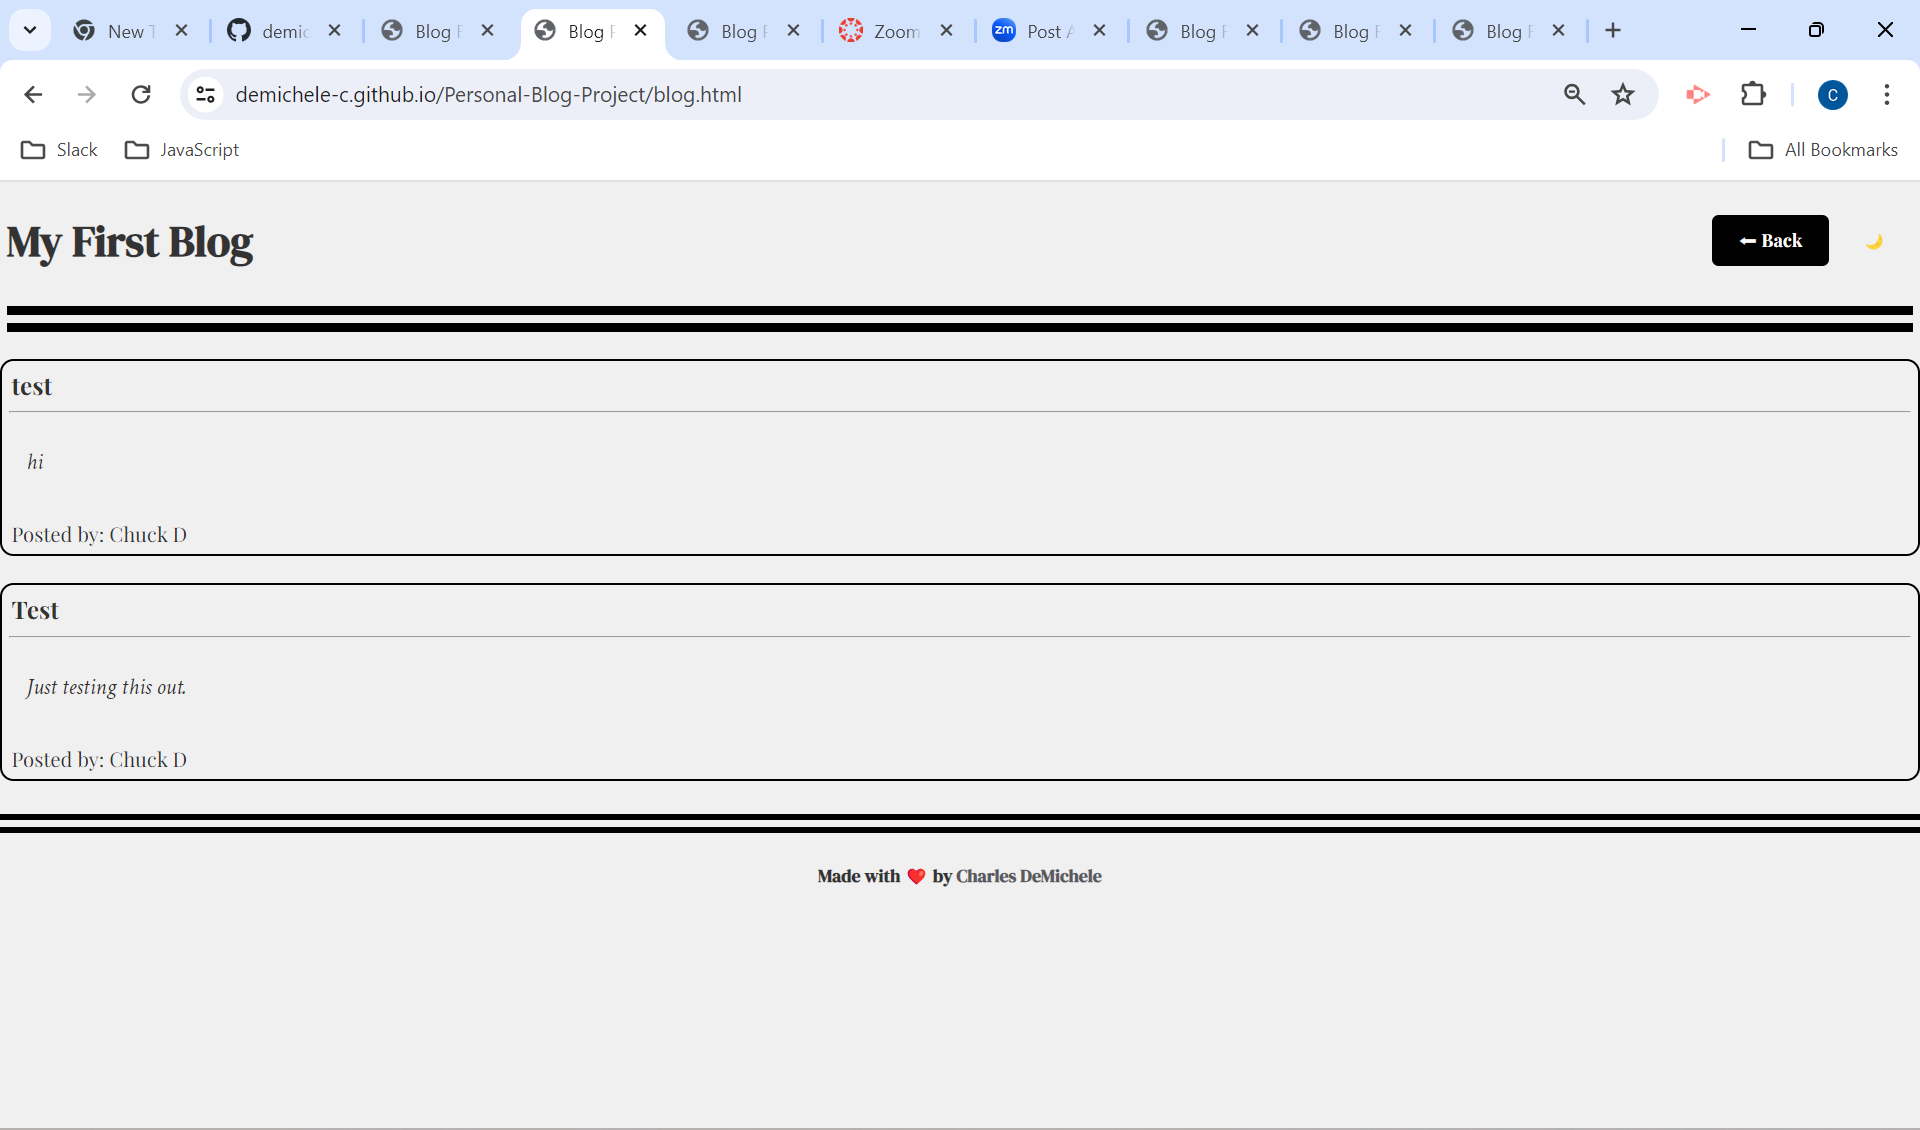 New T
demic
Blog F
Blog F
Blog F
Zoom
zm
Post A
Blog F
Blog F
Blog F
demichele-c.github.io/Personal-Blog-Project/blog.html
C
Slack
JavaScript
All Bookmarks
My First Blog
⬅ Back
test
hi
Posted by: Chuck D
Test
Just testing this out.
Posted by: Chuck D
Made with ❤️ by Charles DeMichele